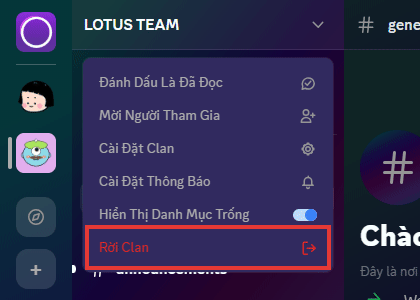 LOTUS TEAM
# gene
Đánh Dấu Là Đã Đọc
Mời Người Tham Gia
Cài Đặt Clan
Cài Đặt Thông Báo
Hiển Thị Danh Mục Trống
Rời Clan
announcements
#
Chào
Đây là nơi
+